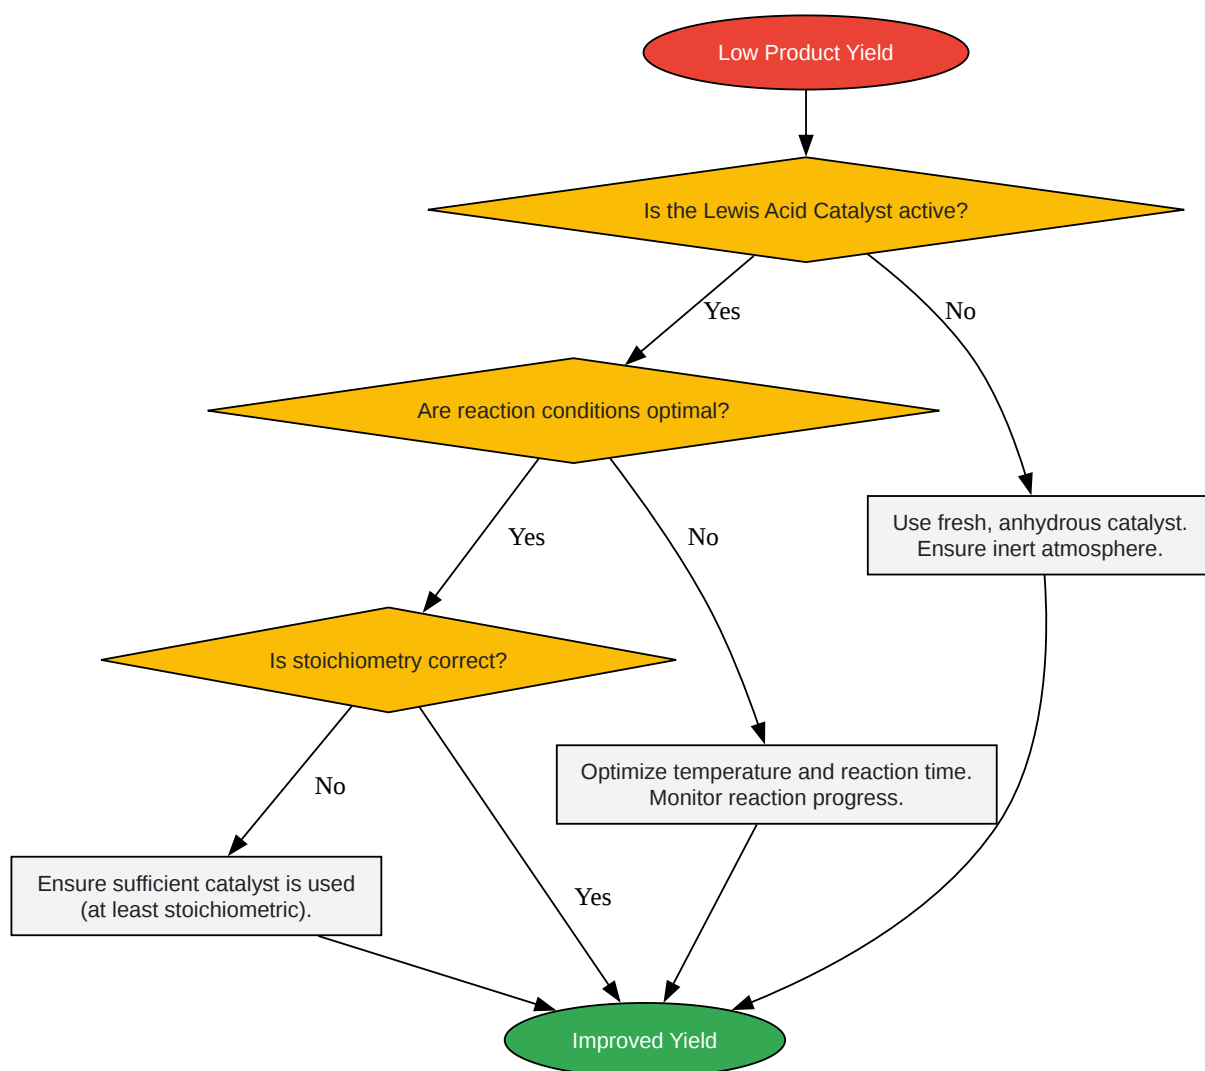 Low Product Yield
Is the Lewis Acid Catalyst active?
Yes
No
Are reaction conditions optimal?
Use fresh, anhydrous catalyst.
Ensure inert atmosphere.
Yes
No
Is stoichiometry correct?
Optimize temperature and reaction time.
Monitor reaction progress.
No
Ensure sufficient catalyst is used
(at least stoichiometric).
Yes
Improved Yield